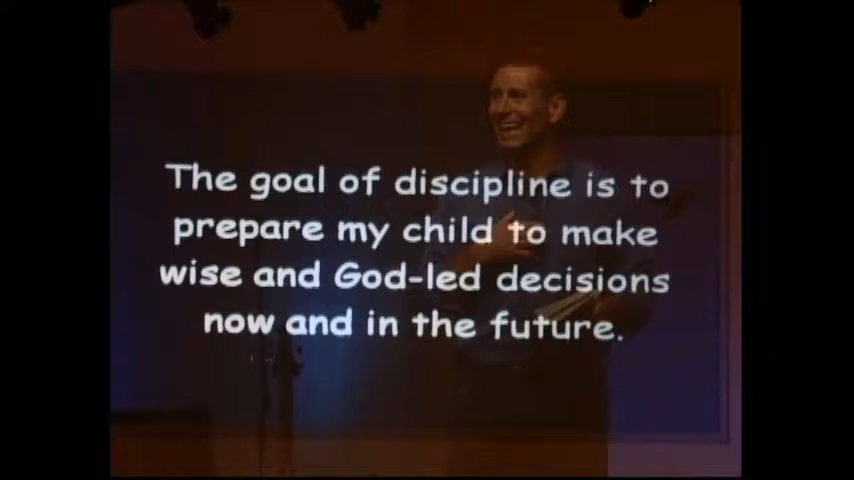 The goal of discipline is to
prepare my child to make
wise and God-led decisions
now and in the future.